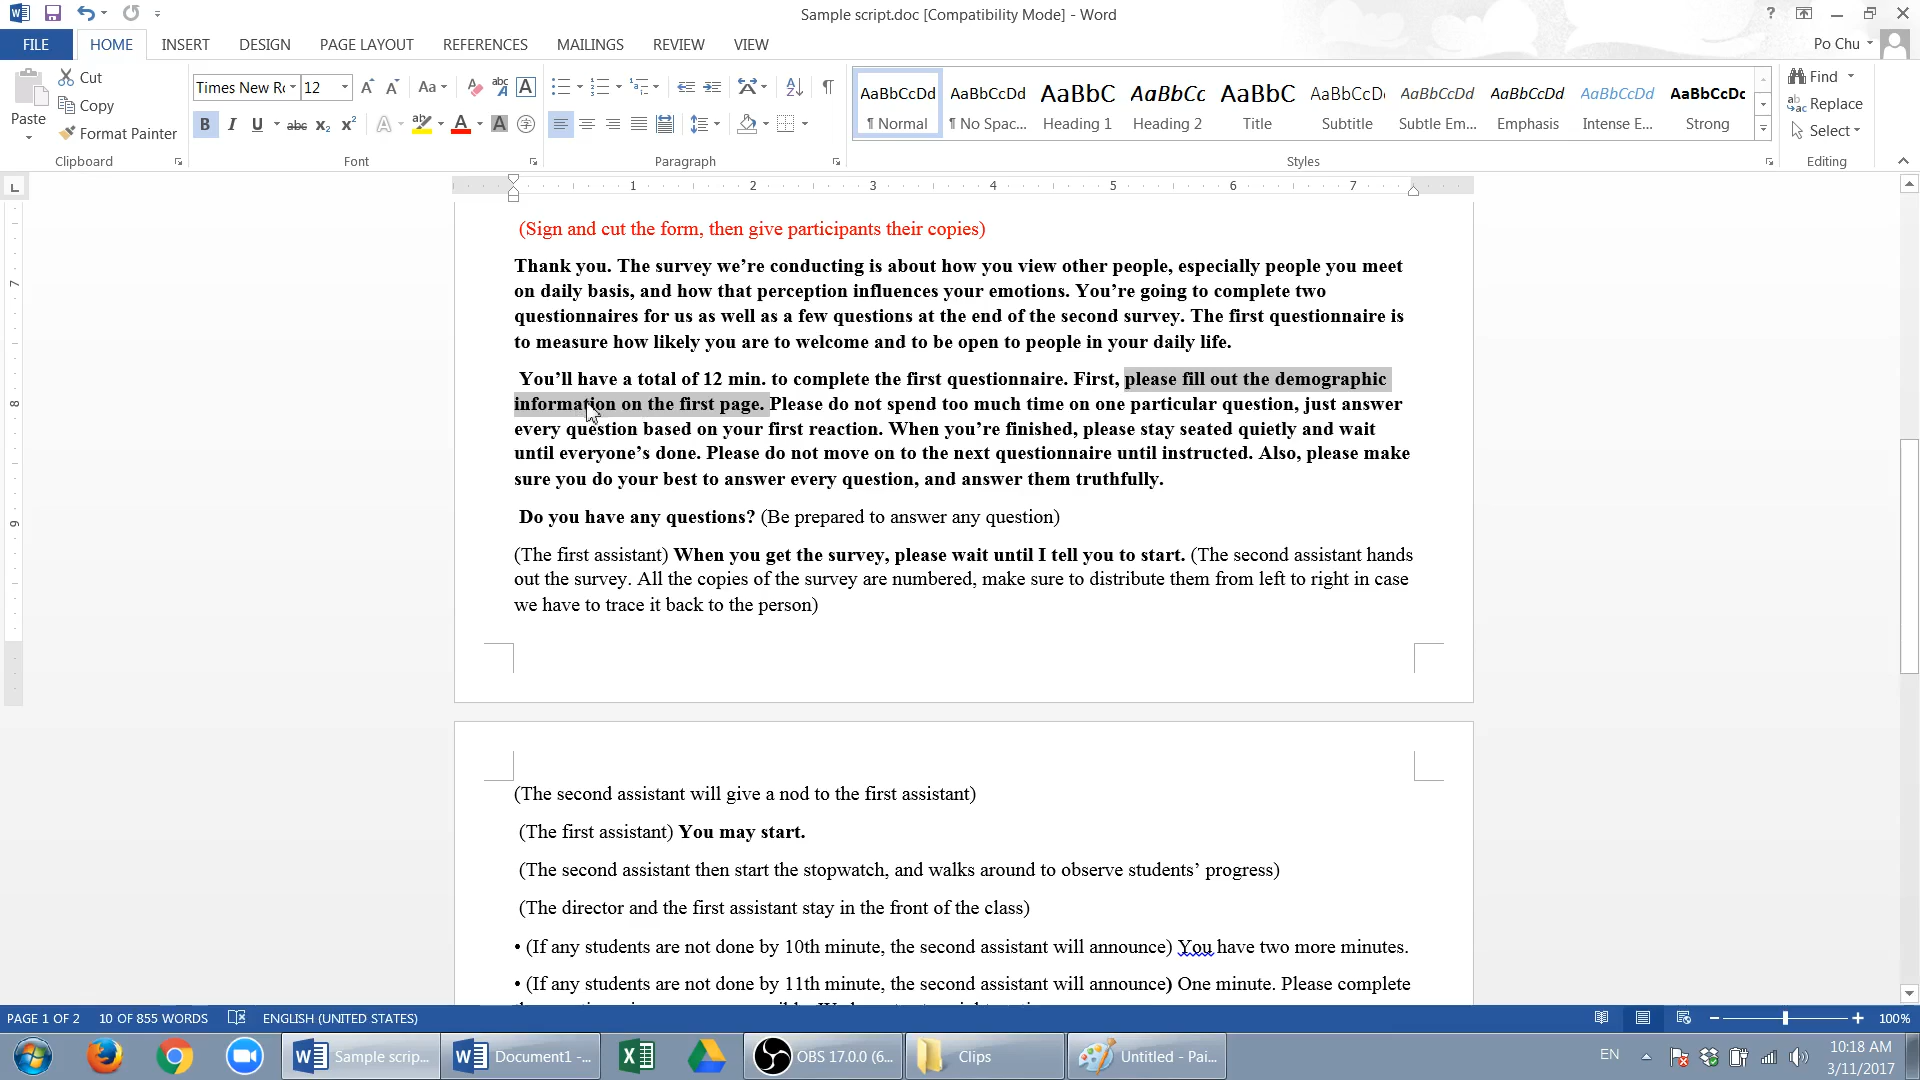 Sample script.doc [Compatibility Mode] - Word
FILE HOME INSERT DESIGN PAGE LAYOUT REFERENCES MAILINGS REVIEW VIEW
Po Chu
Paste
Cut
Copy
Format Painter
Clipboard
Times New Rc 12
Font
Paragraph
AaBbCcDd AaBbCcDd AaBbC AaBbCc AaBbC AaBbCcD AaBbCcDd AaBbCcDd AaBbCcDd AaBbCcDc
¶ Normal ¶ No Spac... Heading 1 Heading 2 Title Subtitle Subtle Em... Emphasis Intense E... Strong
Styles
Find
Replace
Select
Editing
1 2 3 4 5 6 7
7
8
9
(Sign and cut the form, then give participants their copies)
Thank you. The survey we’re conducting is about how you view other people, especially people you meet
on daily basis, and how that perception influences your emotions. You’re going to complete two
questionnaires for us as well as a few questions at the end of the second survey. The first questionnaire is
to measure how likely you are to welcome and to be open to people in your daily life.
You’ll have a total of 12 min. to complete the first questionnaire. First, please fill out the demographic
information on the first page. Please do not spend too much time on one particular question, just answer
every question based on your first reaction. When you’re finished, please stay seated quietly and wait
until everyone’s done. Please do not move on to the next questionnaire until instructed. Also, please make
sure you do your best to answer every question, and answer them truthfully.
Do you have any questions? (Be prepared to answer any question)
(The first assistant) When you get the survey, please wait until I tell you to start. (The second assistant hands
out the survey. All the copies of the survey are numbered, make sure to distribute them from left to right in case
we have to trace it back to the person)
(The second assistant will give a nod to the first assistant)
(The first assistant) You may start.
(The second assistant then start the stopwatch, and walks around to observe students’ progress)
(The director and the first assistant stay in the front of the class)
• (If any students are not done by 10th minute, the second assistant will announce) You have two more minutes.
• (If any students are not done by 11th minute, the second assistant will announce) One minute. Please complete
PAGE 1 OF 2 10 OF 855 WORDS ENGLISH (UNITED STATES) 100%
Sample scrip... Document1 -... OBS 17.0.0 (6... Clips Untitled - Pai...
EN
10:18 AM
3/11/2017